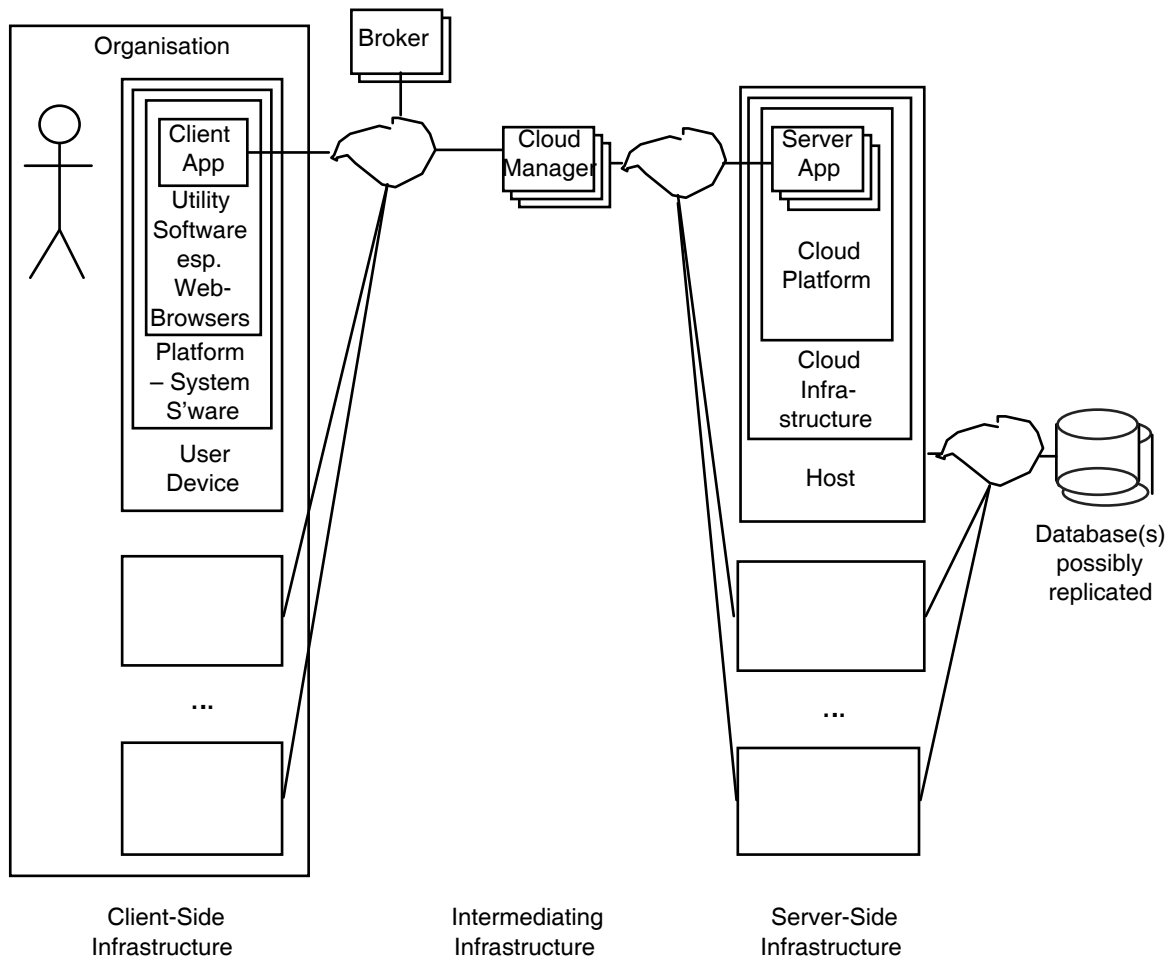 Organisation
Broker
Client
App
Utility
Software
esp.
Web-
Browsers
Platform
– System
S'ware
User
Device
...
Cloud
Manager
Server
App
Cloud
Platform
Cloud
Infra-
structure
Host
...
Database(s)
possibly
replicated
Client-Side
Infrastructure
Intermediating
Infrastructure
Server-Side
Infrastructure